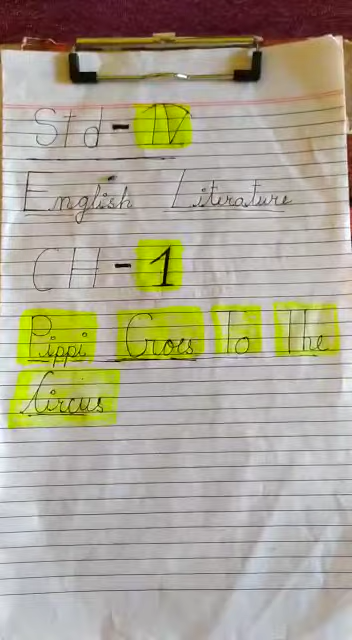 Std - IV
English Literature
CH - 1
Pippi Goes To The
Circus